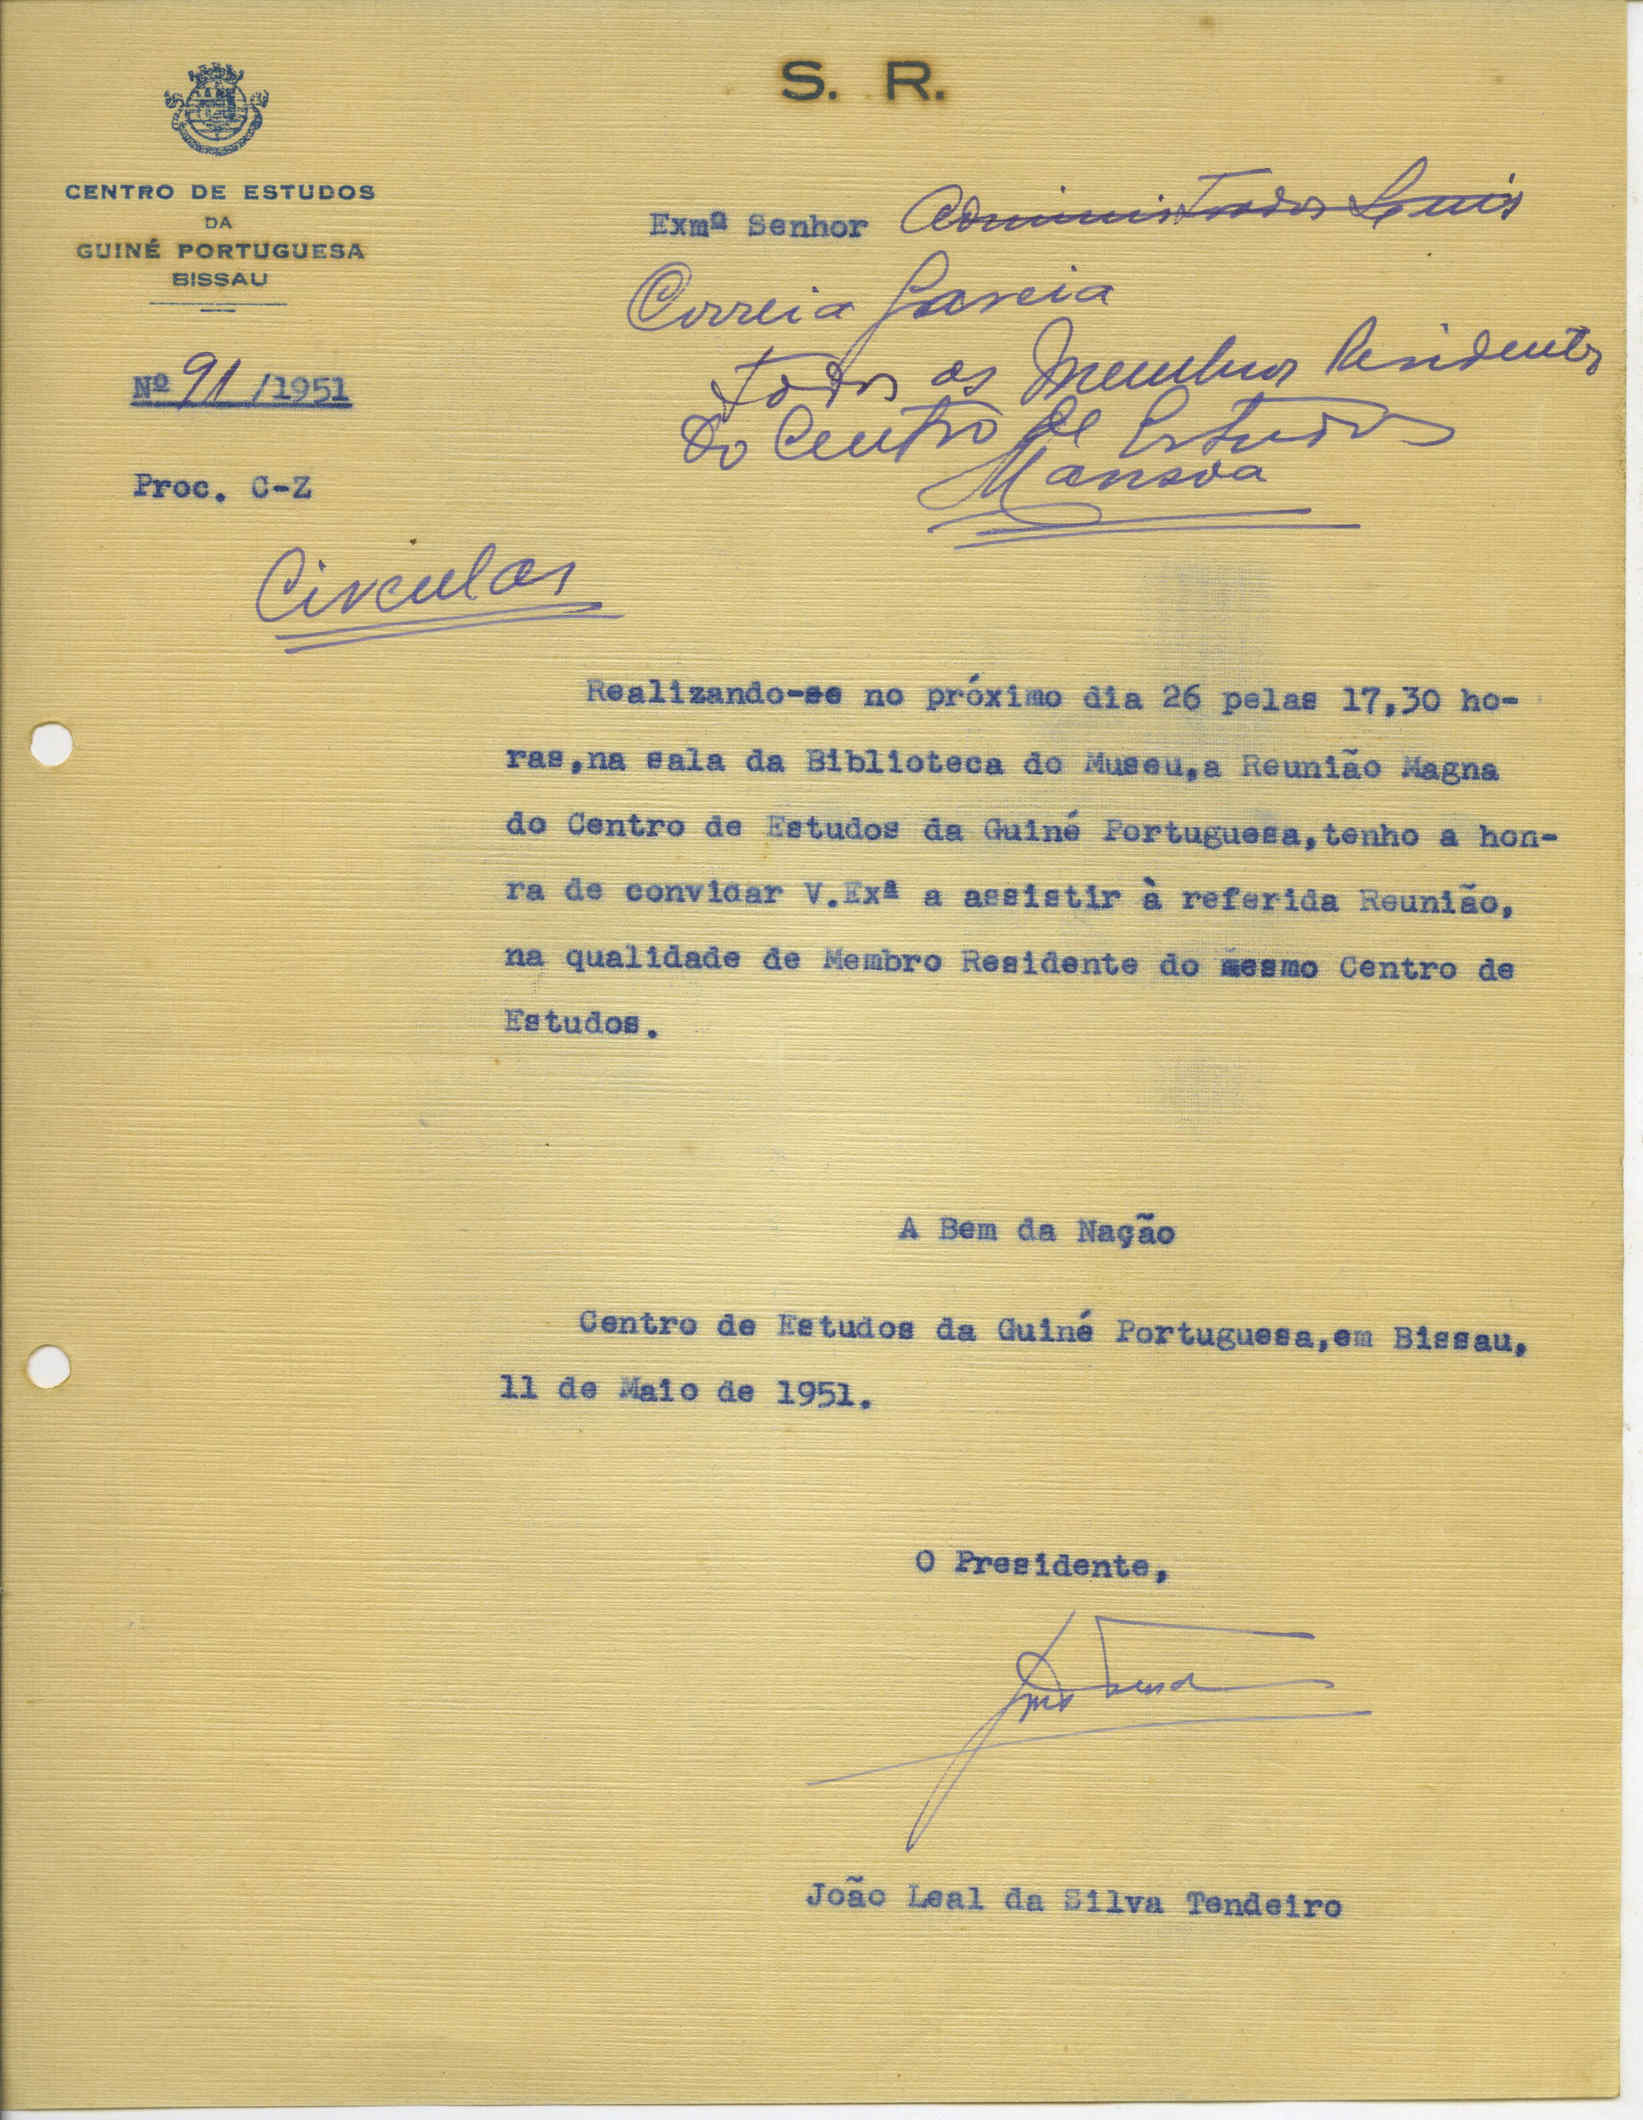 S. R.
CENTRO DE ESTUDOS
DA
GUINÉ PORTUGUESA
BISSAU
Exmº Senhor Administrador Luis
Correia Garcia
Todos os Membros Residentes
do Centro de Estudos
Mansoa
Nº 91/1951
Proc. C-Z
Circular
Realizando-se no próximo dia 26 pelas 17,30 ho-
ras,na sala da Biblioteca do Museu,a Reunião Magna
do Centro de Estudos da Guiné Portuguesa,tenho a hon-
ra de convidar V.Exª a assistir à referida Reunião,
na qualidade de Membro Residente do mesmo Centro de
Estudos.
A Bem da Nação
Centro de Estudos da Guiné Portuguesa,em Bissau,
11 de Maio de 1951.
O Presidente,
João Leal da Silva Tendeiro